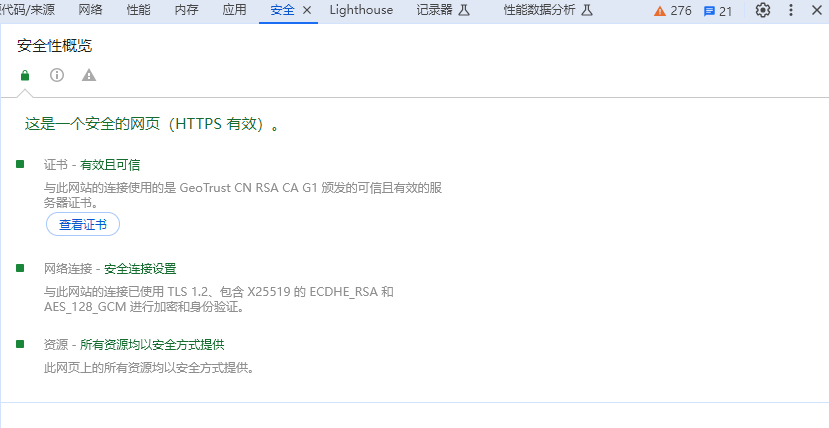 代码/来源 网络 性能 内存 应用 安全 Lighthouse 记录器 性能数据分析 276 21
安全性概览
这是一个安全的网页（HTTPS 有效）。
证书 - 有效且可信
与此网站的连接使用的是 GeoTrust CN RSA CA G1 颁发的可信且有效的服
务器证书。
查看证书
网络连接 - 安全连接设置
与此网站的连接已使用 TLS 1.2、包含 X25519 的 ECDHE_RSA 和
AES_128_GCM 进行加密和身份验证。
资源 - 所有资源均以安全方式提供
此网页上的所有资源均以安全方式提供。